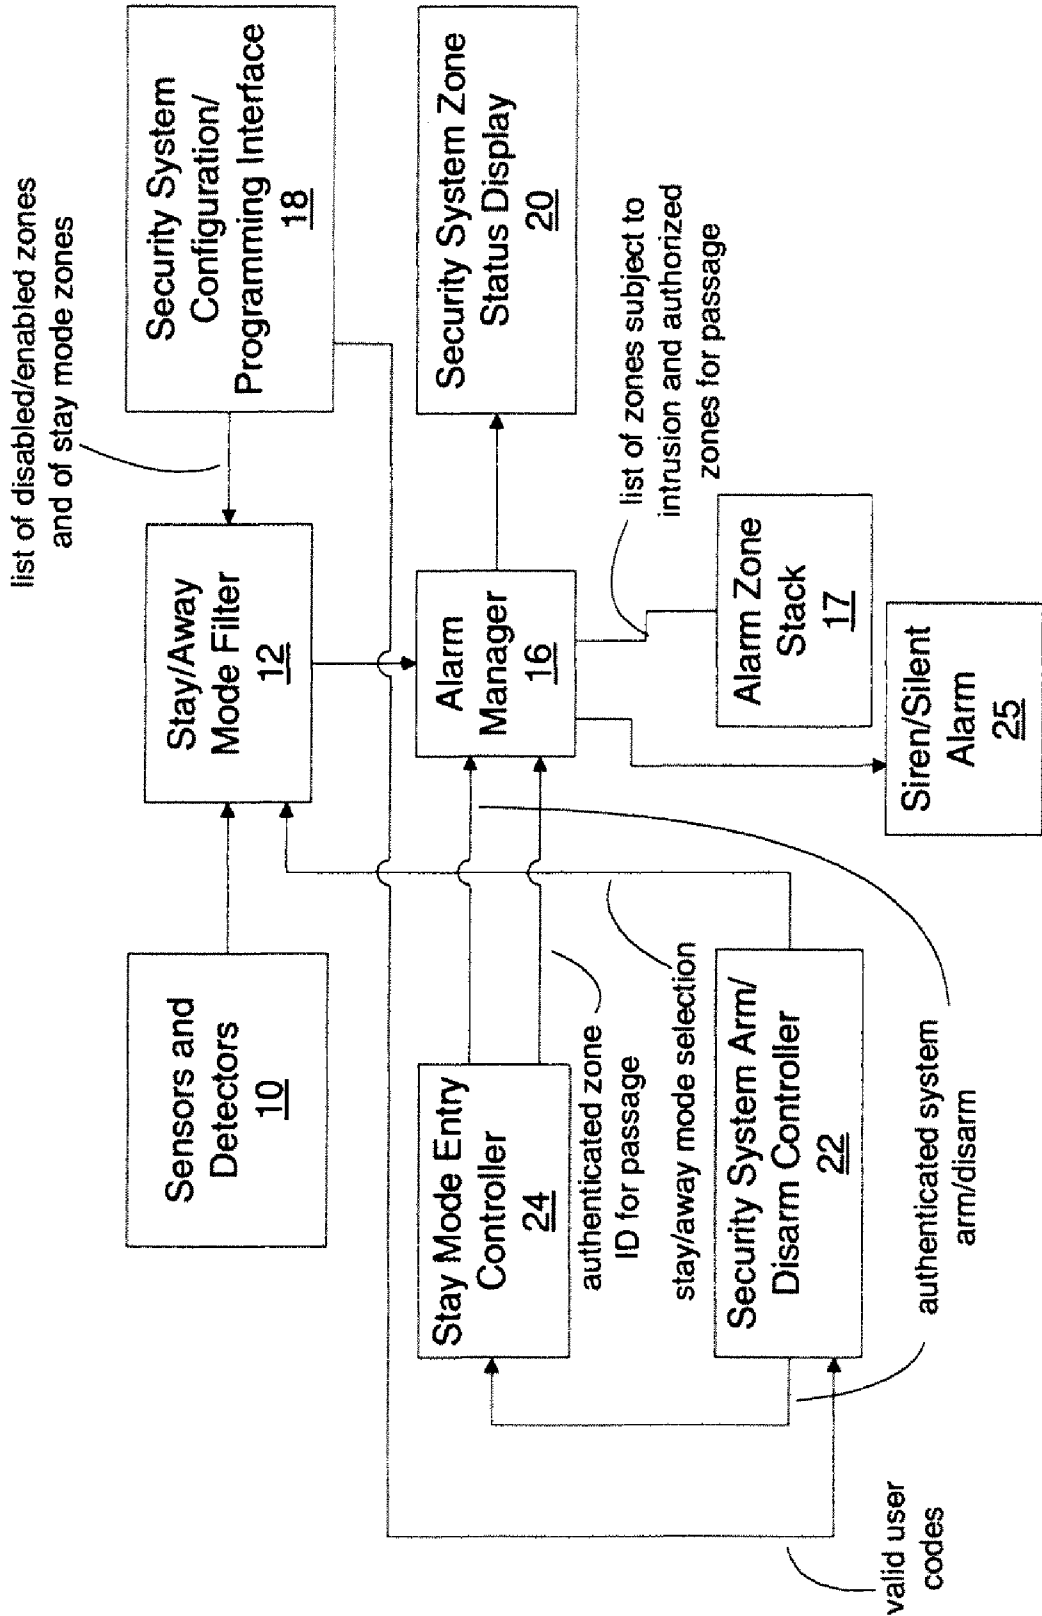 list of disabled/enabled zones
and of stay mode zones
Sensors and
Detectors
10
Stay/Away
Mode Filter
12
Security System
Configuration/
Programming Interface
18
Stay Mode Entry
Controller
24
Alarm
Manager
16
Security System Zone
Status Display
20
authenticated zone
ID for passage
list of zones subject to
intrusion and authorized
zones for passage
stay/away mode selection
Security System Arm/
Disarm Controller
22
Alarm Zone
Stack
17
Siren/Silent
Alarm
25
authenticated system
arm/disarm
valid user
codes